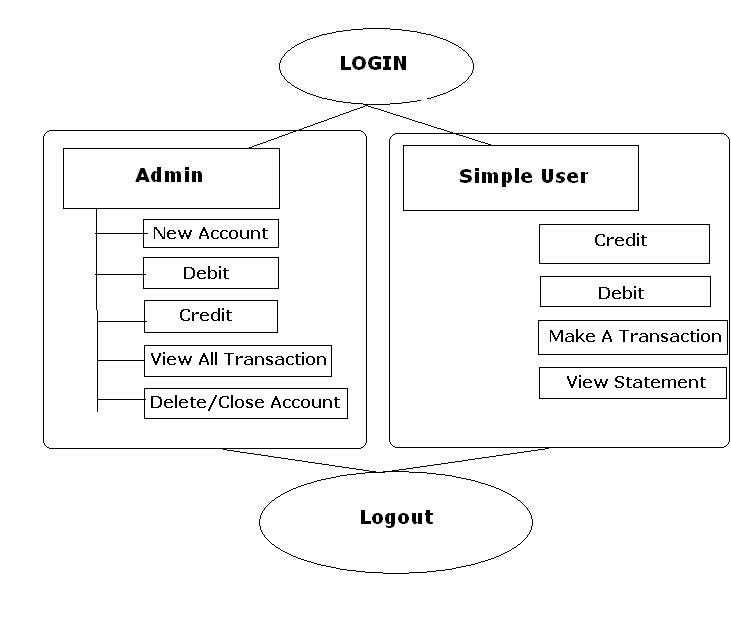 LOGIN
Admin
New Account
Debit
Credit
View All Transaction
Delete/Close Account
Simple User
Credit
Debit
Make A Transaction
View Statement
Logout